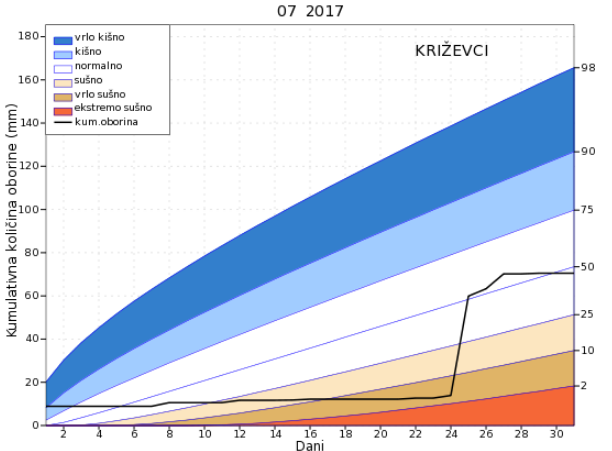 07 2017
KRIŽEVCI
vrlo kišno
kišno
normalno
sušno
vrlo sušno
ekstremo sušno
kum.oborina
Kumulativna količina oborine (mm)
180
160
140
120
100
80
60
40
20
0
98
90
75
50
25
10
2
2 4 6 8 10 12 14 16 18 20 22 24 26 28 30
Dani